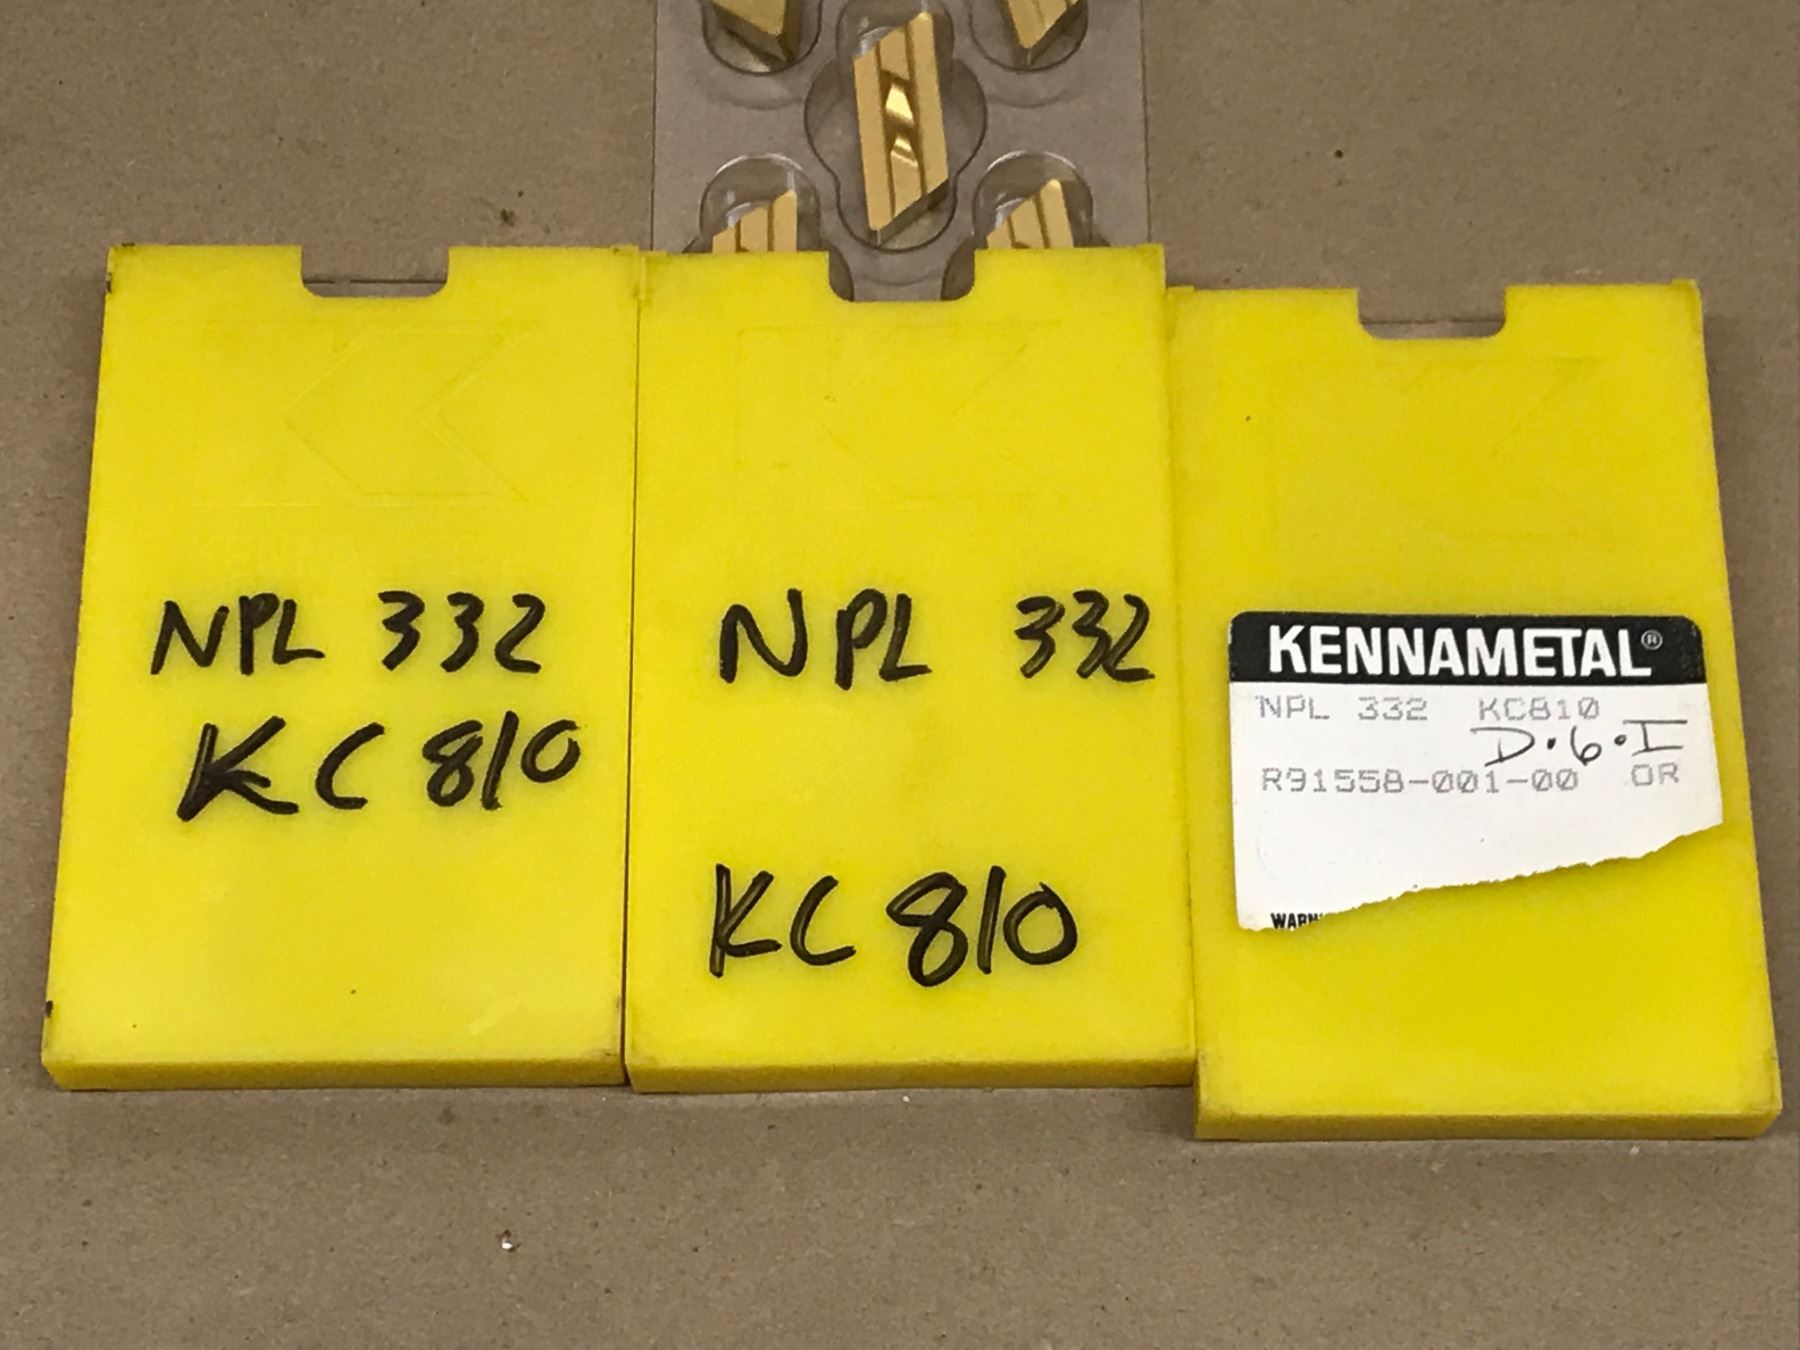 NPL 332
KC 810
NPL 332
KC 810
KENNAMETAL®
NPL 332 KC810
D.6.I
R91558-001-00 OR